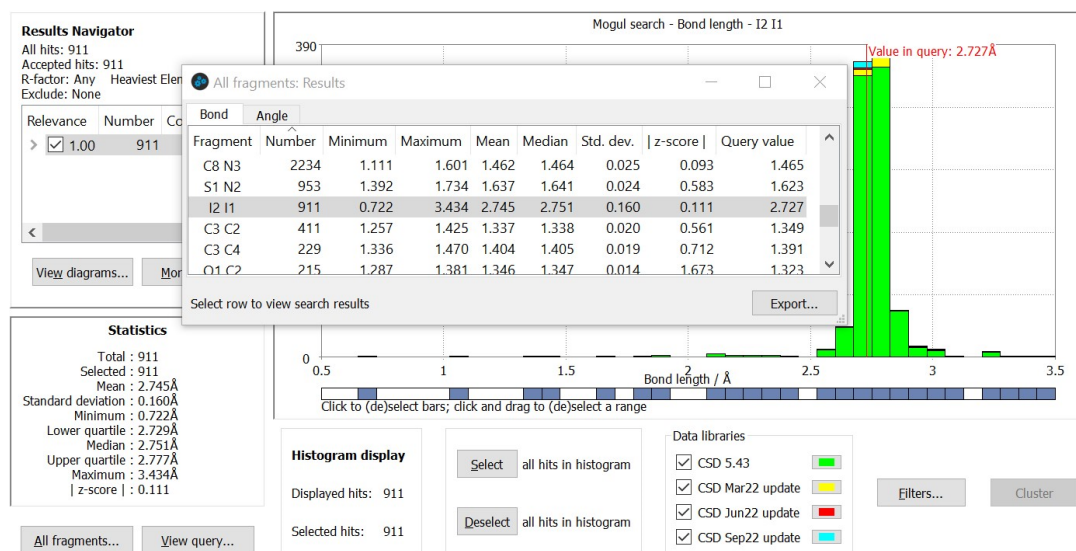 Results Navigator
All hits: 911
Accepted hits: 911
R-factor: Any Heaviest
Exclude: None
Relevance Number
1.00 911
View diagrams...
Statistics
Total : 911
Selected : 911
Mean : 2.745Å
Standard deviation : 0.160Å
Minimum : 0.722Å
Lower quartile : 2.729Å
Median : 2.751Å
Upper quartile : 2.777Å
Maximum : 3.434Å
| z-score | : 0.111
All fragments... View query...
Mogul search - Bond length - I2 I1
390
Value in query: 2.727Å
All fragments: Results
Bond Angle
Fragment Number Minimum Maximum Mean Median Std. dev. | z-score | Query value
C8 N3 2234 1.111 1.601 1.462 1.464 0.025 0.093 1.465
S1 N2 953 1.392 1.734 1.637 1.641 0.024 0.583 1.623
I2 I1 911 0.722 3.434 2.745 2.751 0.160 0.111 2.727
C3 C2 411 1.257 1.425 1.337 1.338 0.020 0.561 1.349
C3 C4 229 1.336 1.470 1.404 1.405 0.019 0.712 1.391
O1 C2 215 1.287 1.381 1.346 1.347 0.014 1.673 1.323
Select row to view search results
Export...
0
0.5 1 1.5 2 2.5 3 3.5
Bond length / Å
Click to (de)select bars; click and drag to (de)select a range
Histogram display
Displayed hits: 911
Selected hits: 911
Select all hits in histogram
Deselect all hits in histogram
Data libraries
CSD 5.43
CSD Mar22 update
CSD Jun22 update
CSD Sep22 update
Filters...
Cluster